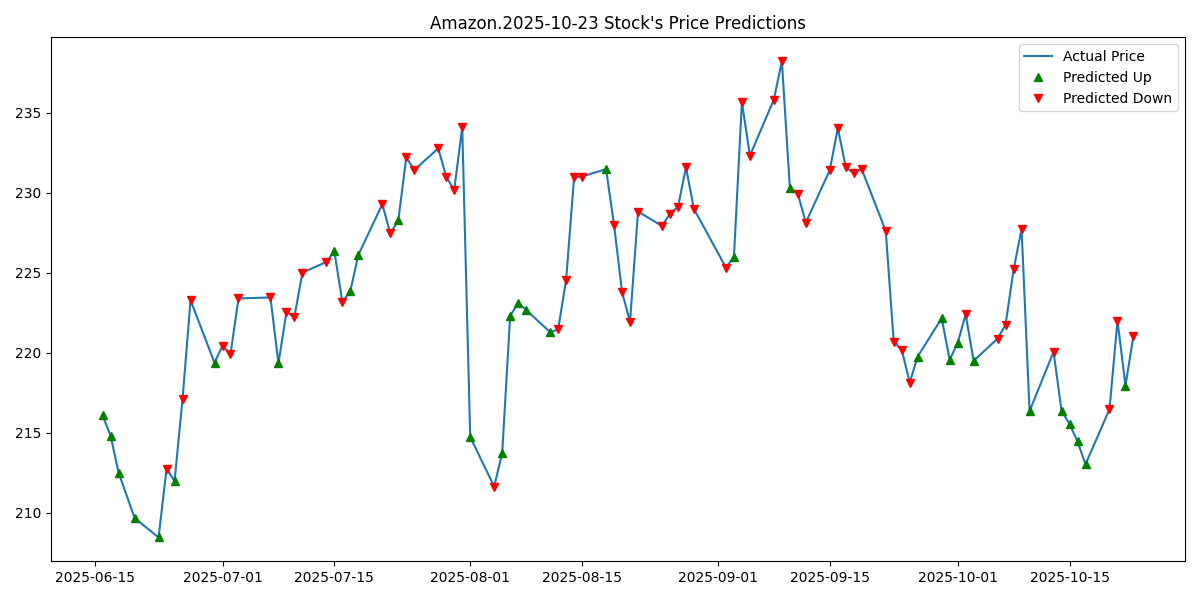 Amazon.2025-10-23 Stock's Price Predictions
Actual Price
Predicted Up
Predicted Down
235
230
225
220
215
210
2025-06-15 2025-07-01 2025-07-15 2025-08-01 2025-08-15 2025-09-01 2025-09-15 2025-10-01 2025-10-15